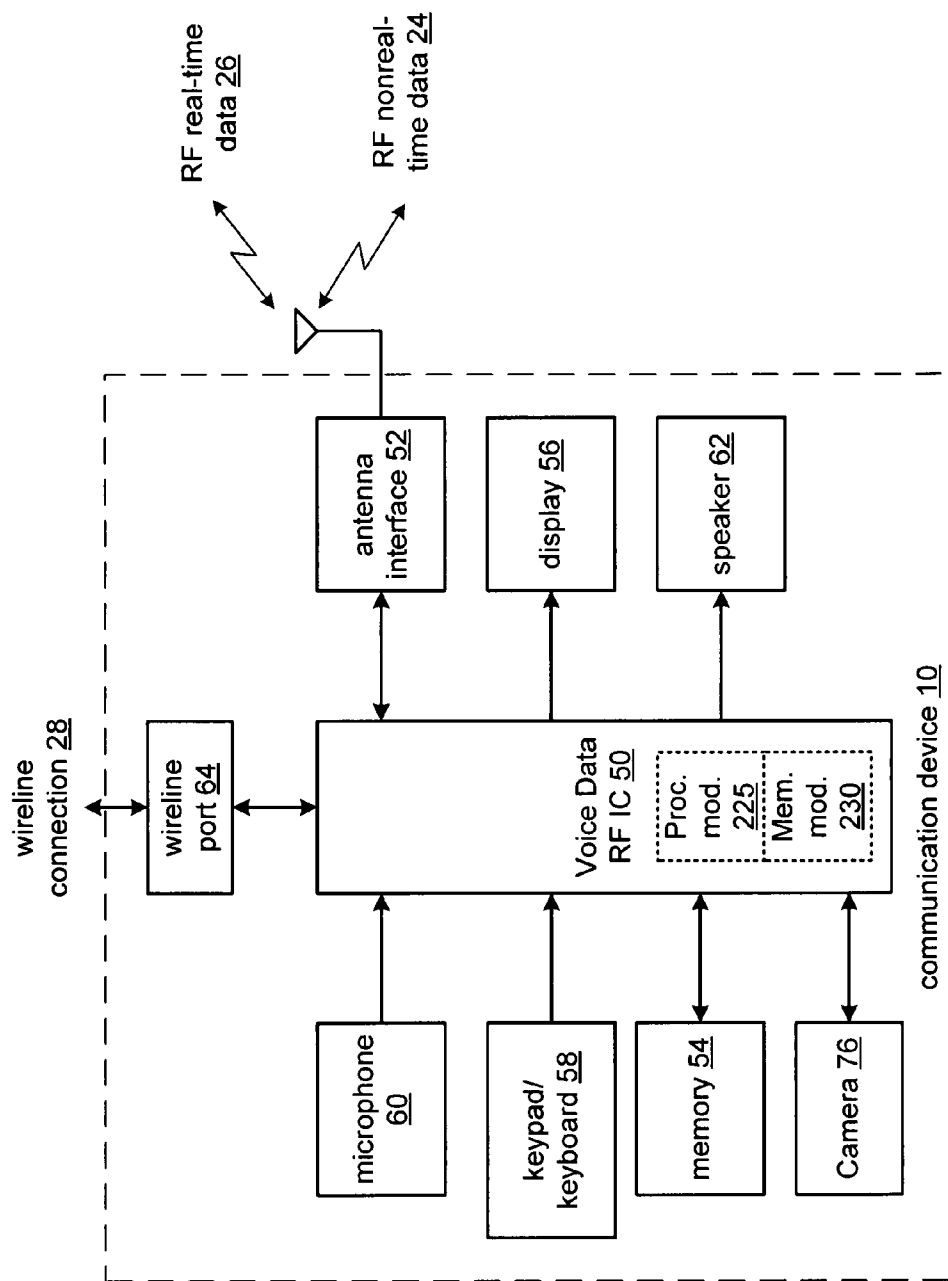 wireline
connection 28
RF real-time
data 26
RF nonreal-
time data 24
wireline
port 64
microphone
60
keypad/
keyboard 58
memory 54
Camera 76
Voice Data
RF IC 50
Proc.
mod.
225
Mem.
mod.
230
antenna
interface 52
display 56
speaker 62
communication device 10